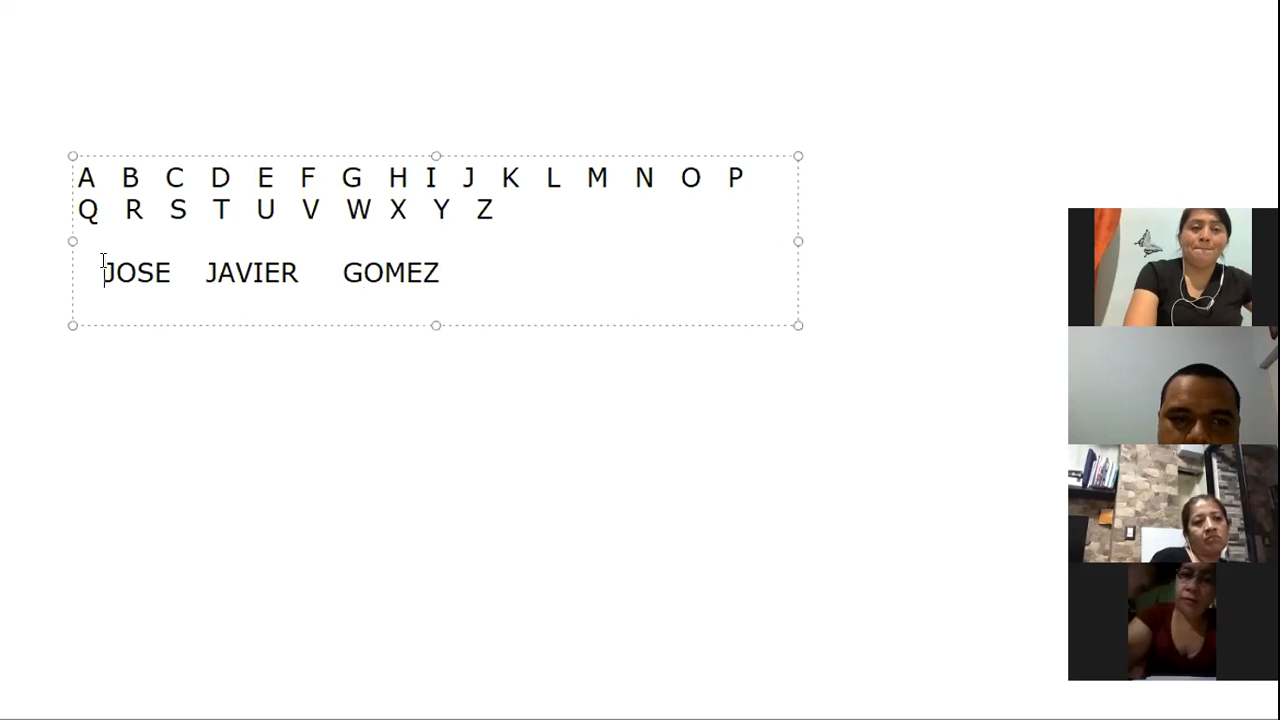 A B C D E F G H I J K L M N O P
Q R S T U V W X Y Z
JOSE JAVIER GOMEZ